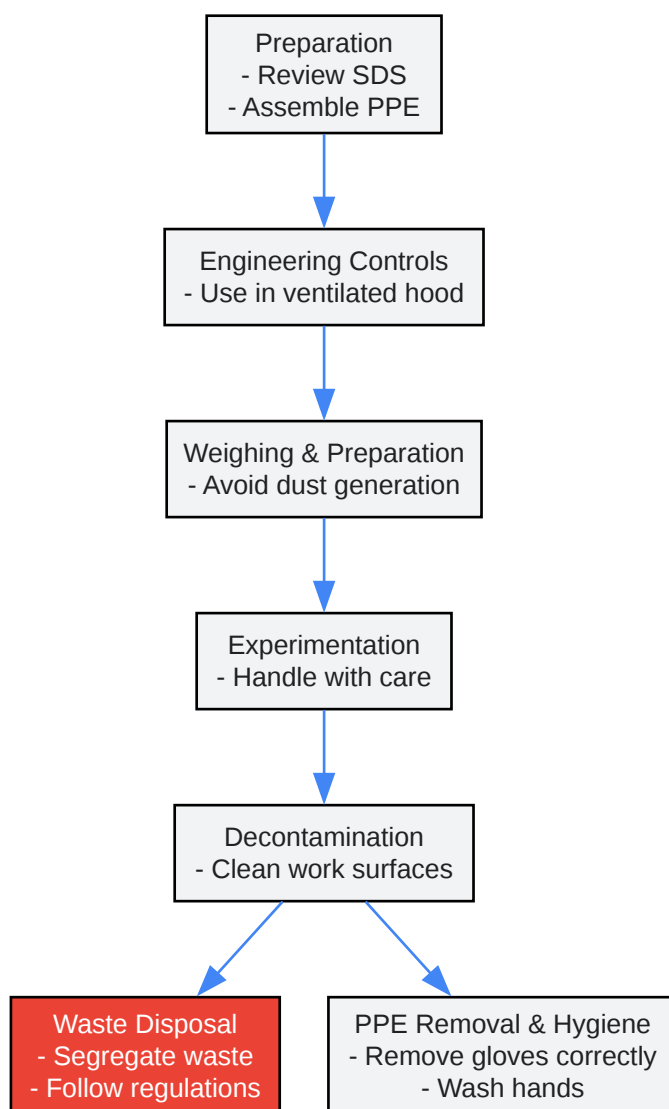 Preparation
- Review SDS
- Assemble PPE
Engineering Controls
- Use in ventilated hood
Weighing & Preparation
- Avoid dust generation
Experimentation
- Handle with care
Decontamination
- Clean work surfaces
Waste Disposal
- Segregate waste
- Follow regulations
PPE Removal & Hygiene
- Remove gloves correctly
- Wash hands